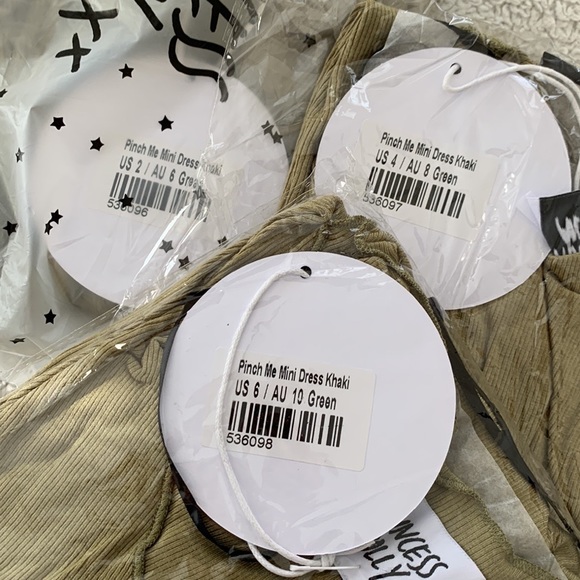 Pinch Me Mini Dress Khaki
US 2 / AU 6 Green
536096
Pinch Me Mini Dress Khaki
US 4 / AU 8 Green
536097
Pinch Me Mini Dress Khaki
US 6 / AU 10 Green
536098